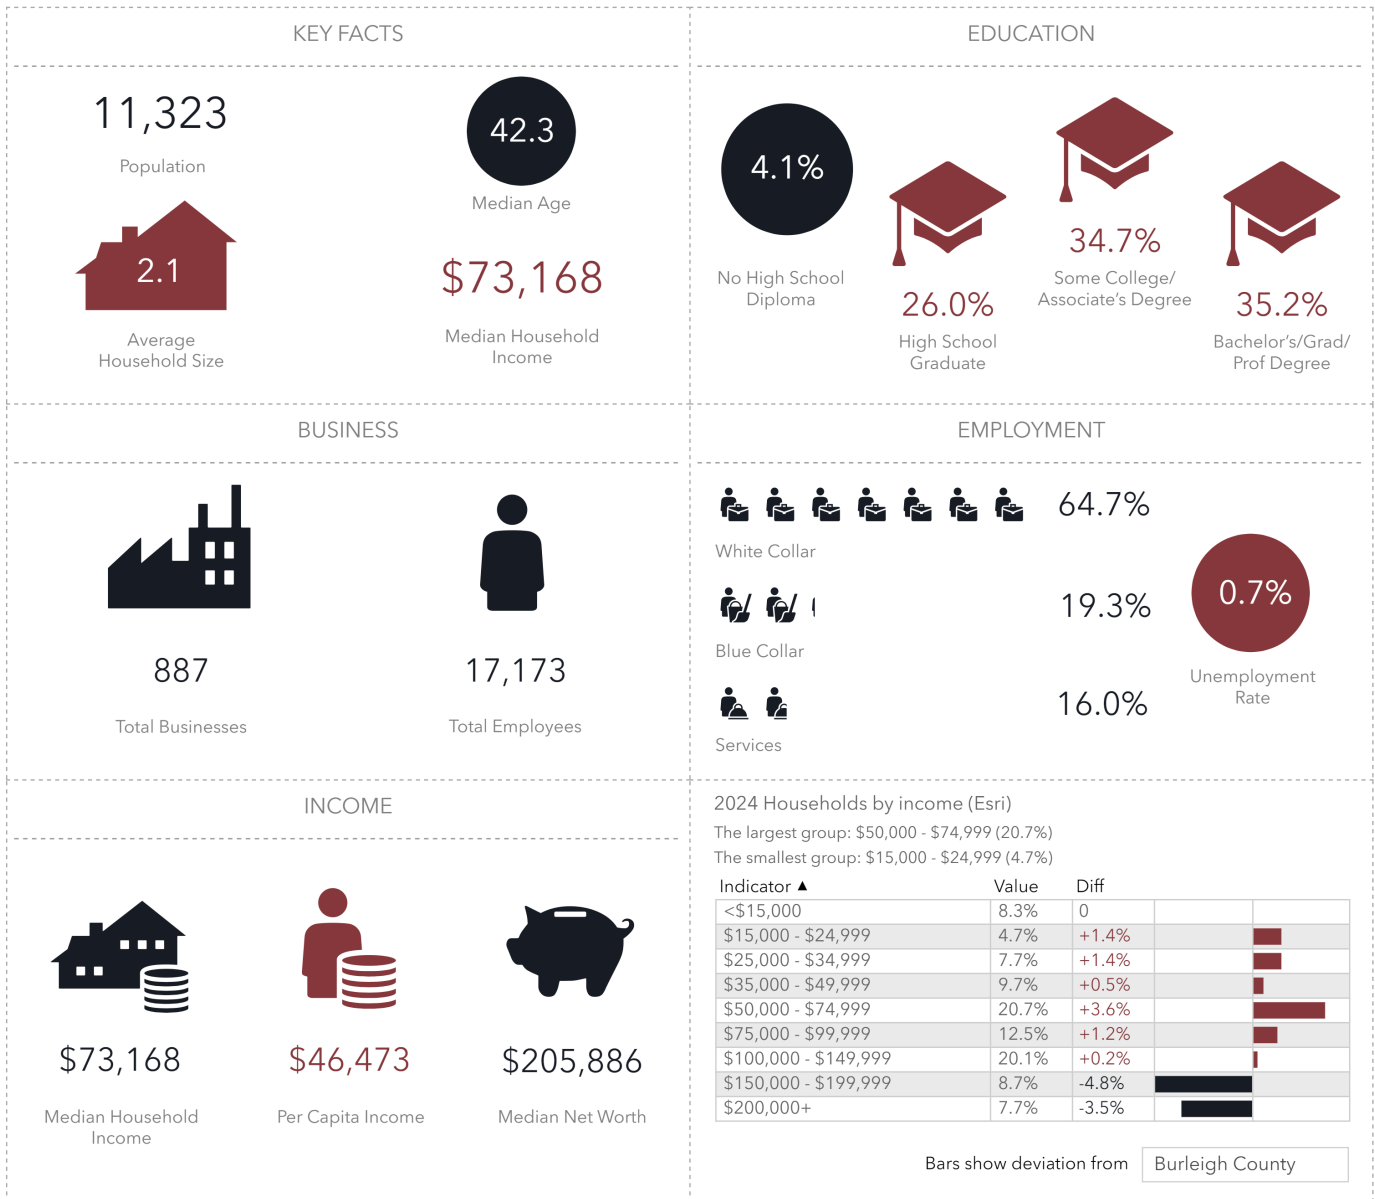 KEY FACTS
11,323
Population
42.3
Median Age
2.1
Average
Household Size
$73,168
Median Household
Income
EDUCATION
4.1%
No High School
Diploma
26.0%
High School
Graduate
34.7%
Some College/
Associate's Degree
35.2%
Bachelor's/Grad/
Prof Degree
BUSINESS
887
Total Businesses
17,173
Total Employees
EMPLOYMENT
64.7%
White Collar
19.3%
Blue Collar
16.0%
Services
0.7%
Unemployment
Rate
INCOME
$73,168
Median Household
Income
$46,473
Per Capita Income
$205,886
Median Net Worth
2024 Households by income (Esri)
The largest group: $50,000 - $74,999 (20.7%)
The smallest group: $15,000 - $24,999 (4.7%)
Indicator ▲ Value Diff
<$15,000 8.3% 0
$15,000 - $24,999 4.7% +1.4%
$25,000 - $34,999 7.7% +1.4%
$35,000 - $49,999 9.7% +0.5%
$50,000 - $74,999 20.7% +3.6%
$75,000 - $99,999 12.5% +1.2%
$100,000 - $149,999 20.1% +0.2%
$150,000 - $199,999 8.7% -4.8%
$200,000+ 7.7% -3.5%
Bars show deviation from Burleigh County